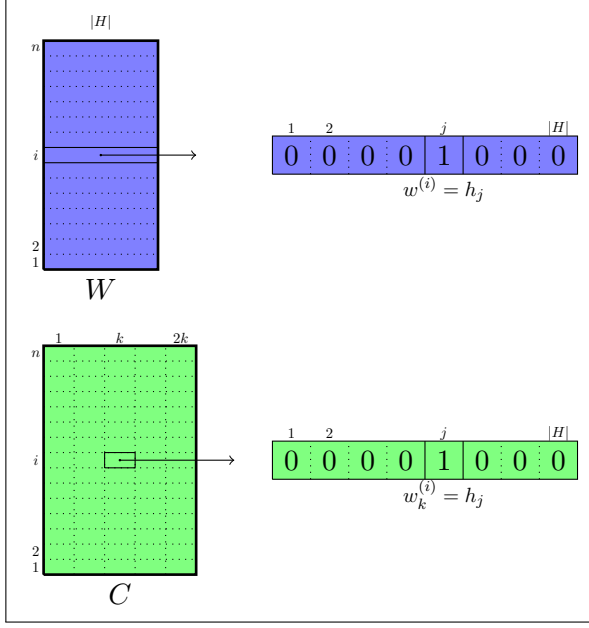 |H|
n
i
2
1
W
1 2 j |H|
0 0 0 0 1 0 0 0
w^{(i)} = h_j
1 k 2k
n
i
2
1
C
1 2 j |H|
0 0 0 0 1 0 0 0
w_k^{(i)} = h_j